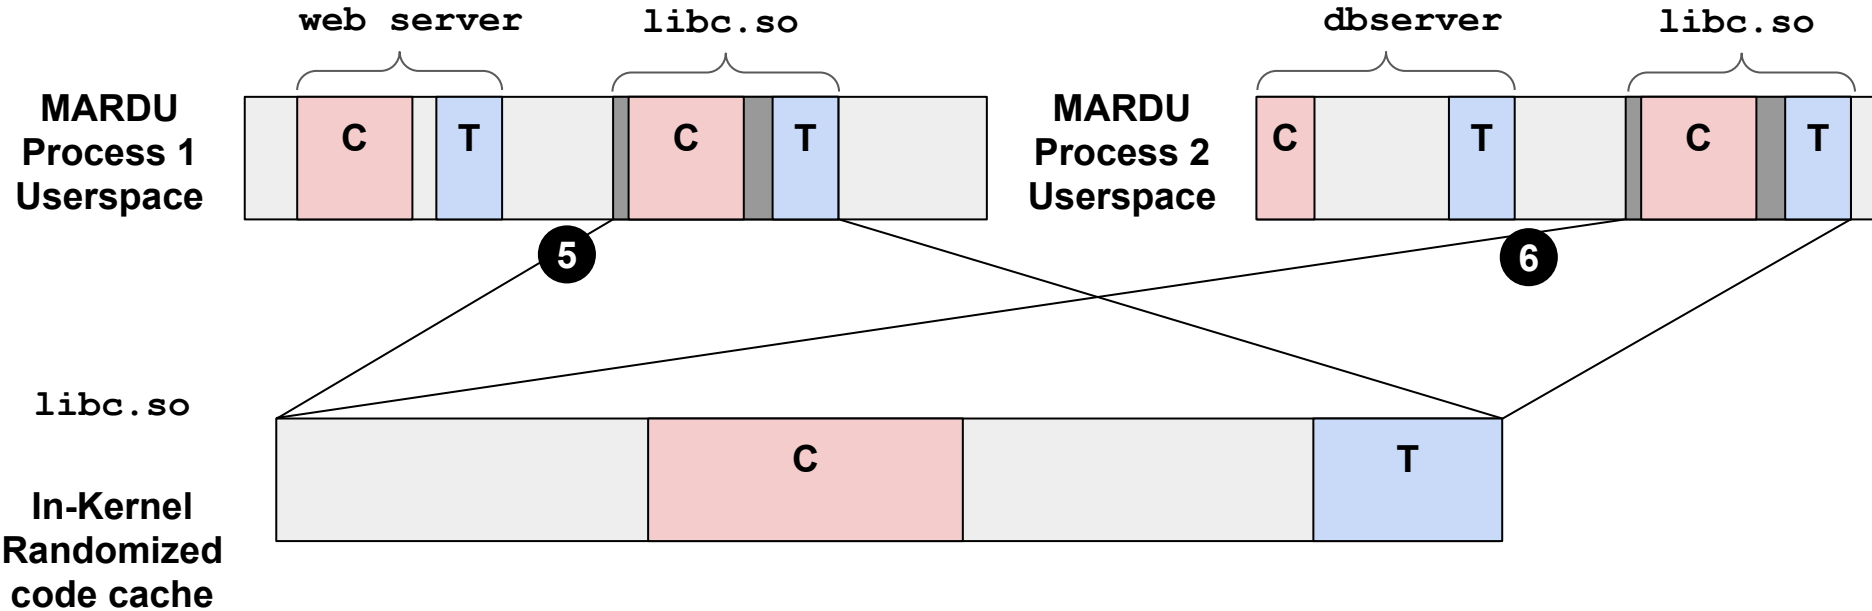 web server
libc.so
dbserver
libc.so
MARDU
Process 1
Userspace
C
T
C
T
MARDU
Process 2
Userspace
C
T
C
T
5
6
libc.so
In-Kernel
Randomized
code cache
C
T